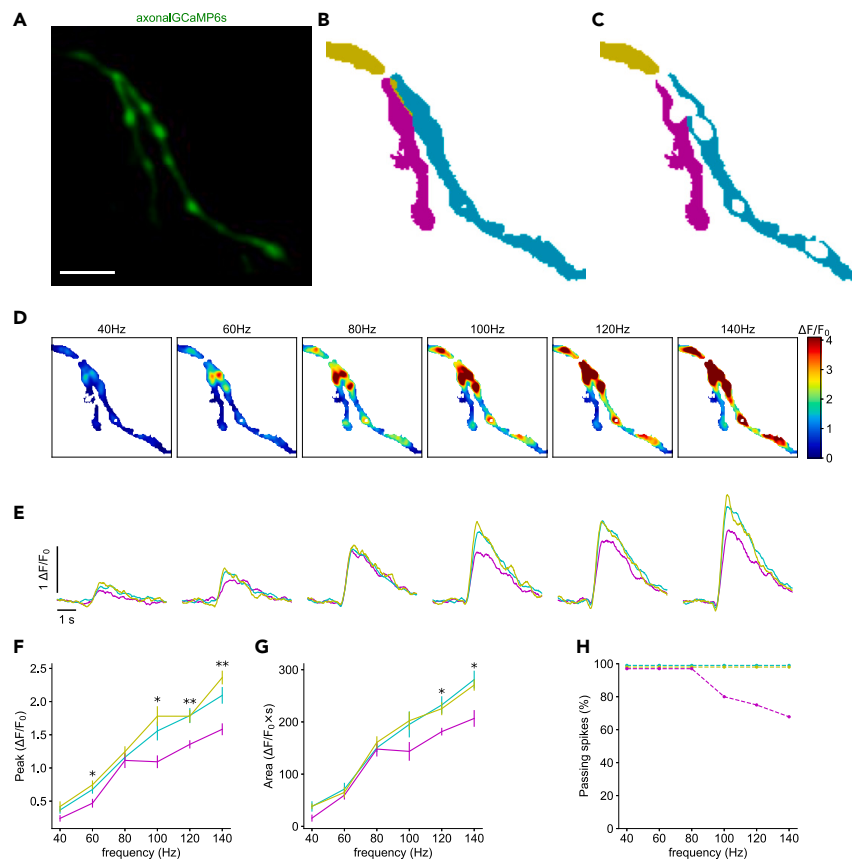 A
axonalGCaMP6s
B
C
D
40Hz
60Hz
80Hz
100Hz
120Hz
140Hz
ΔF/F₀
4
3
2
1
0
E
1 ΔF/F₀
1 s
F
Peak (ΔF/F₀)
2.5
2.0
1.5
1.0
0.5
* * ** **
40 60 80 100 120 140
frequency (Hz)
G
Area (ΔF/F₀×s)
300
200
100
0
* *
40 60 80 100 120 140
frequency (Hz)
H
Passing spikes (%)
100
80
60
40
20
0
40 60 80 100 120 140
frequency (Hz)